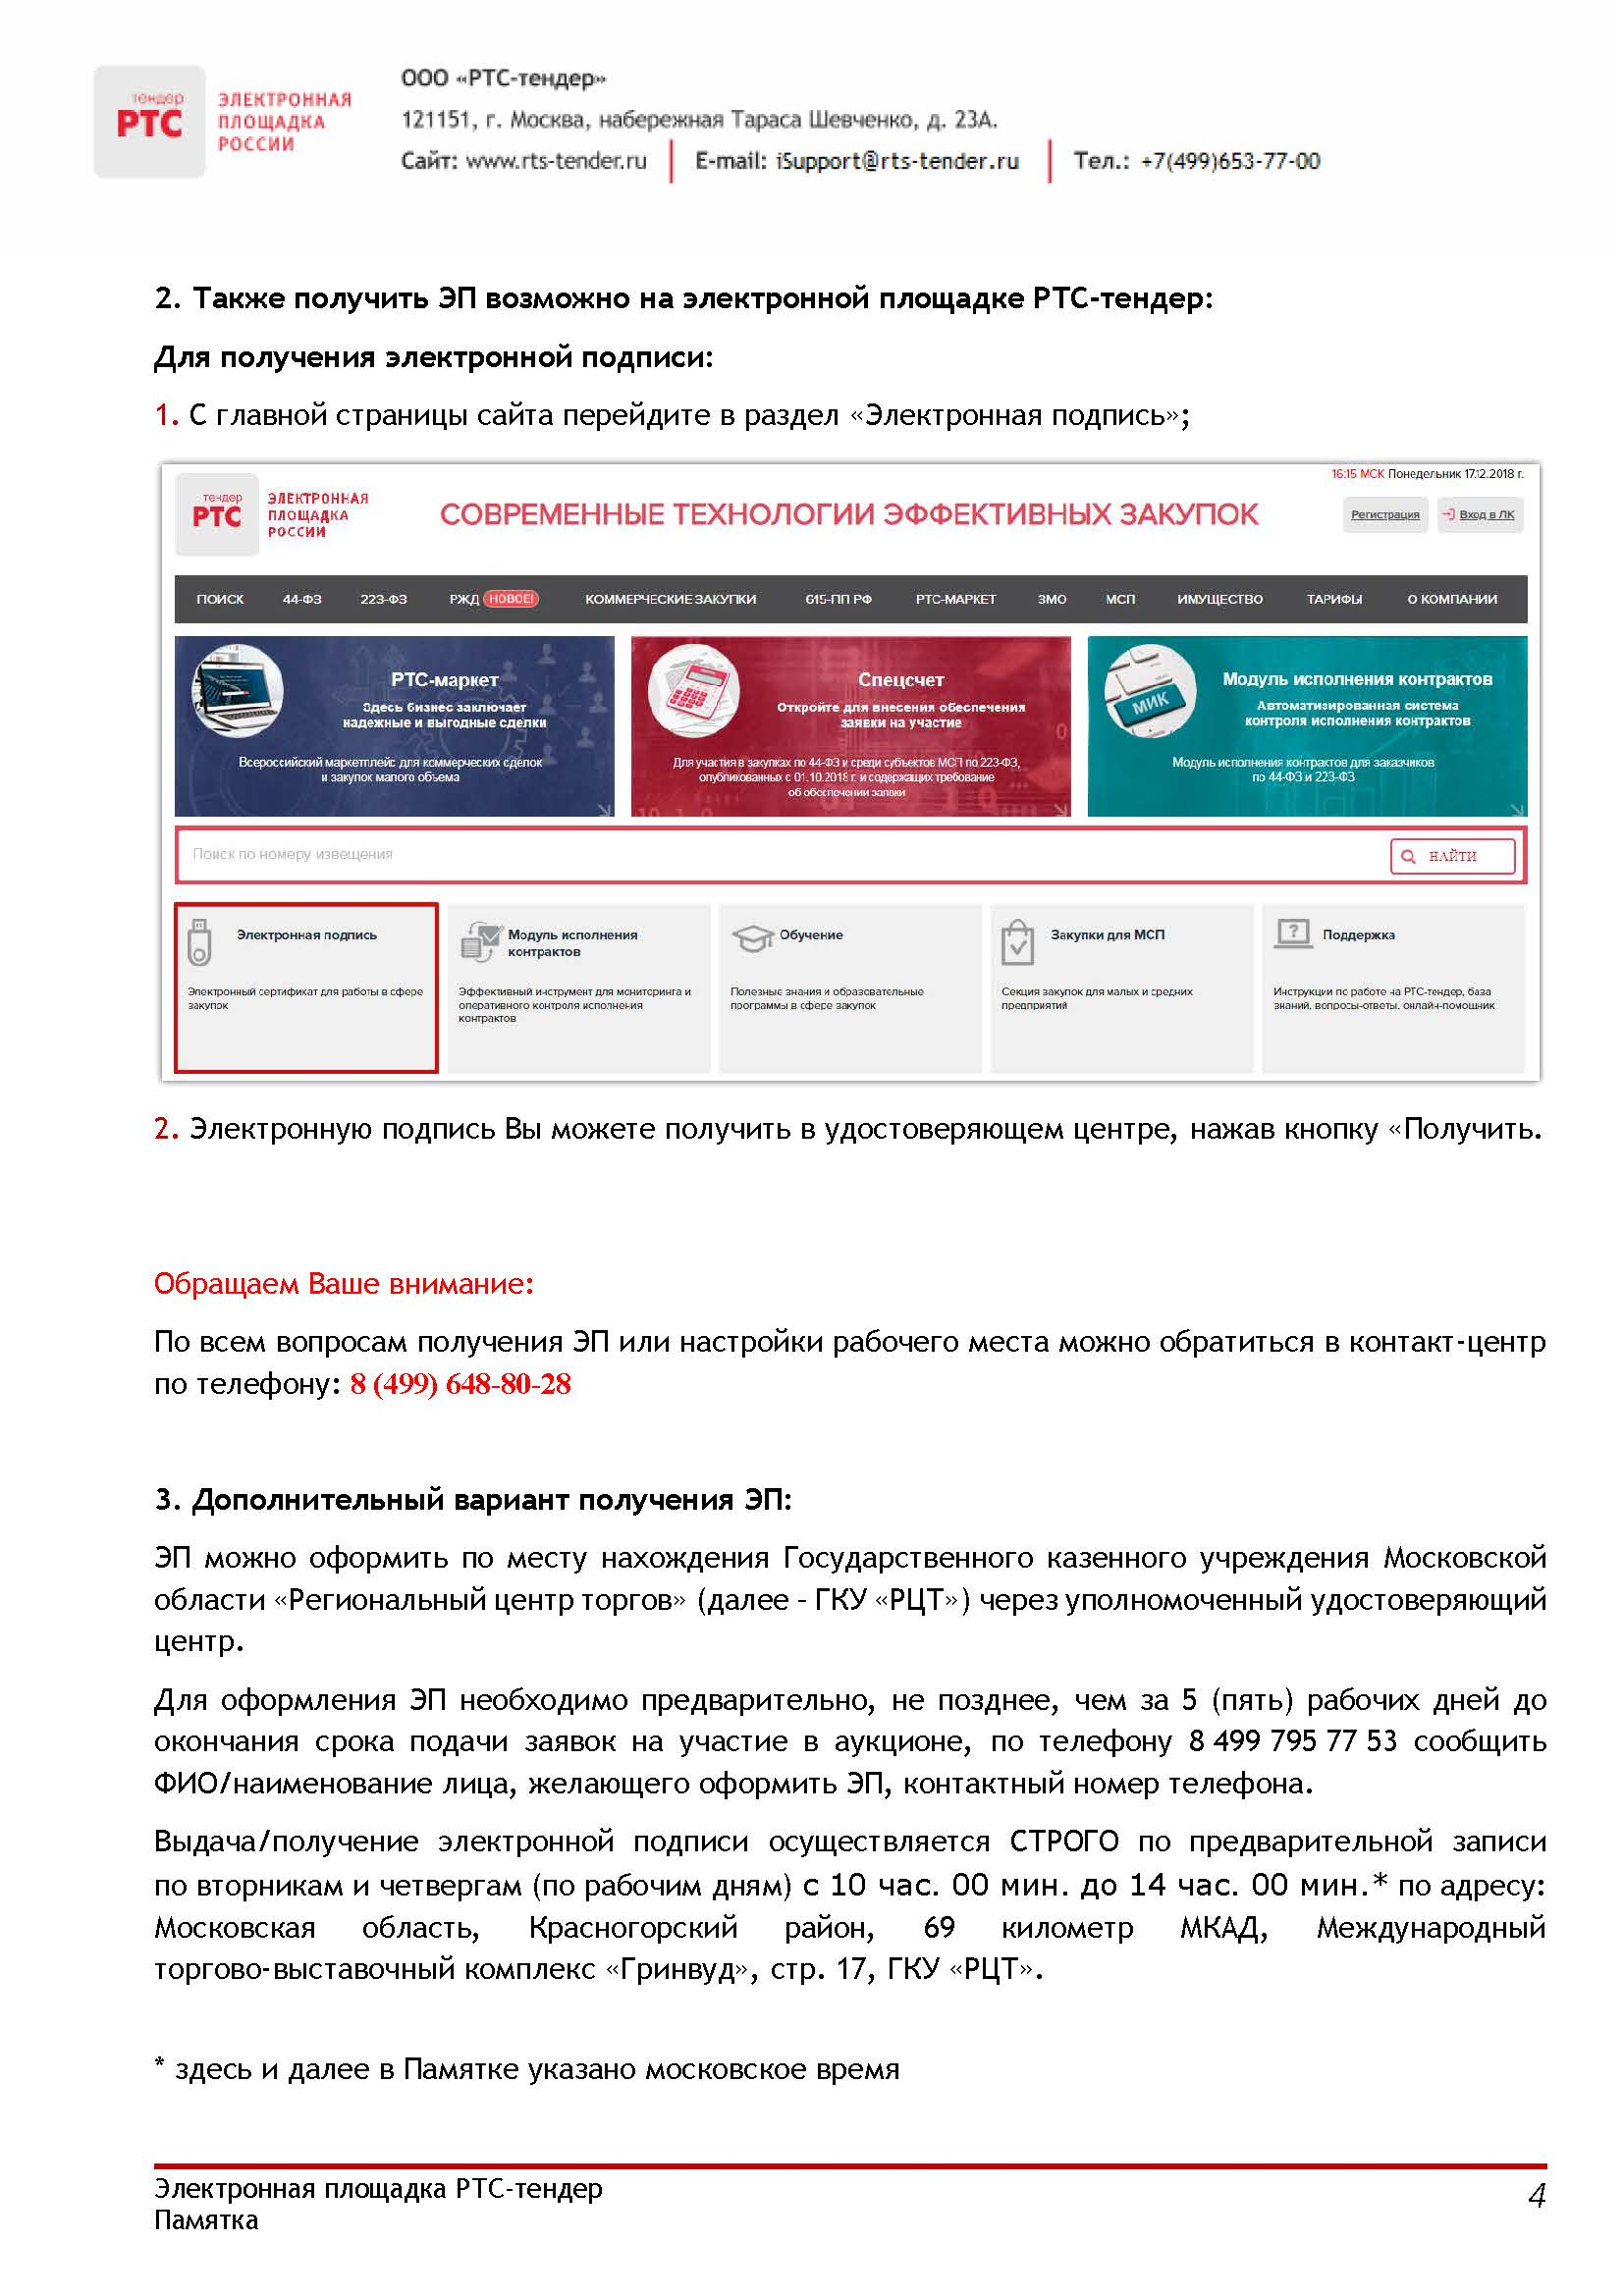 тендер
РТС
ЭЛЕКТРОННАЯ
ПЛОЩАДКА
РОССИИ
ООО «РТС-тендер»
121151, г. Москва, набережная Тараса Шевченко, д. 23А.
Сайт: www.rts-tender.ru E-mail: iSupport@rts-tender.ru Тел.: +7(499)653-77-00
2. Также получить ЭП возможно на электронной площадке РТС-тендер:
Для получения электронной подписи:
1. С главной страницы сайта перейдите в раздел «Электронная подпись»;
16:15 МСК Понедельник 17.12.2018 г.
тендер
РТС
ЭЛЕКТРОННАЯ
ПЛОЩАДКА
РОССИИ
СОВРЕМЕННЫЕ ТЕХНОЛОГИИ ЭФФЕКТИВНЫХ ЗАКУПОК
Регистрация Вход в ЛК
ПОИСК 44-ФЗ 223-ФЗ РЖД НОВОЕ! КОММЕРЧЕСКИЕ ЗАКУПКИ 615-ПП РФ РТС-МАРКЕТ ЗМО МСП ИМУЩЕСТВО ТАРИФЫ О КОМПАНИИ
РТС-маркет
Здесь бизнес заключает
надежные и выгодные сделки
Всероссийский маркетплейс для коммерческих сделок
и закупок малого объема
Спецсчет
Откройте для внесения обеспечения
заявки на участие
Для участия в закупках по 44-ФЗ и среди субъектов МСП по 223-ФЗ,
опубликованных с 01.10.2018 г. и содержащих требование
об обеспечении заявки
МИК
Модуль исполнения контрактов
Автоматизированная система
контроля исполнения контрактов
Модуль исполнения контрактов для заказчиков
по 44-ФЗ и 223-ФЗ
Поиск по номеру извещения
НАЙТИ
Электронная подпись
Электронный сертификат для работы в сфере
закупок
Модуль исполнения
контрактов
Эффективный инструмент для мониторинга и
оперативного контроля исполнения
контрактов
Обучение
Полезные знания и образовательные
программы в сфере закупок
Закупки для МСП
Секция закупок для малых и средних
предприятий
Поддержка
Инструкции по работе на РТС-тендер, база
знаний, вопросы-ответы, онлайн-помощник
2. Электронную подпись Вы можете получить в удостоверяющем центре, нажав кнопку «Получить.
Обращаем Ваше внимание:
По всем вопросам получения ЭП или настройки рабочего места можно обратиться в контакт-центр
по телефону: 8 (499) 648-80-28
3. Дополнительный вариант получения ЭП:
ЭП можно оформить по месту нахождения Государственного казенного учреждения Московской
области «Региональный центр торгов» (далее – ГКУ «РЦТ») через уполномоченный удостоверяющий
центр.
Для оформления ЭП необходимо предварительно, не позднее, чем за 5 (пять) рабочих дней до
окончания срока подачи заявок на участие в аукционе, по телефону 8 499 795 77 53 сообщить
ФИО/наименование лица, желающего оформить ЭП, контактный номер телефона.
Выдача/получение электронной подписи осуществляется СТРОГО по предварительной записи
по вторникам и четвергам (по рабочим дням) с 10 час. 00 мин. до 14 час. 00 мин.* по адресу:
Московская область, Красногорский район, 69 километр МКАД, Международный
торгово-выставочный комплекс «Гринвуд», стр. 17, ГКУ «РЦТ».
* здесь и далее в Памятке указано московское время
Электронная площадка РТС-тендер
Памятка
4